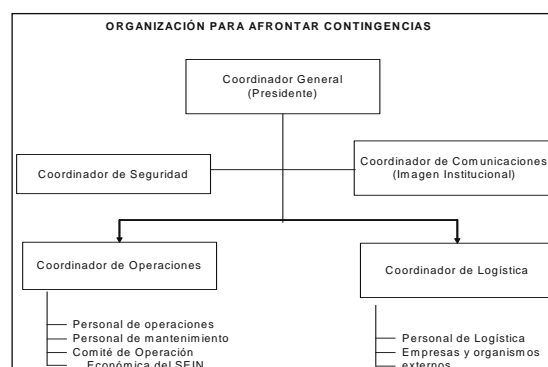 ORGANIZACIÓN PARA AFRONTAR CONTINGENCIAS
Coordinador General
(Presidente)
Coordinador de Seguridad
Coordinador de Comunicaciones
(Imagen Institucional)
Coordinador de Operaciones
Coordinador de Logística
Personal de operaciones
Personal de mantenimiento
Comité de Operación
Económica del SEIN
Personal de Logística
Empresas y organismos
externos